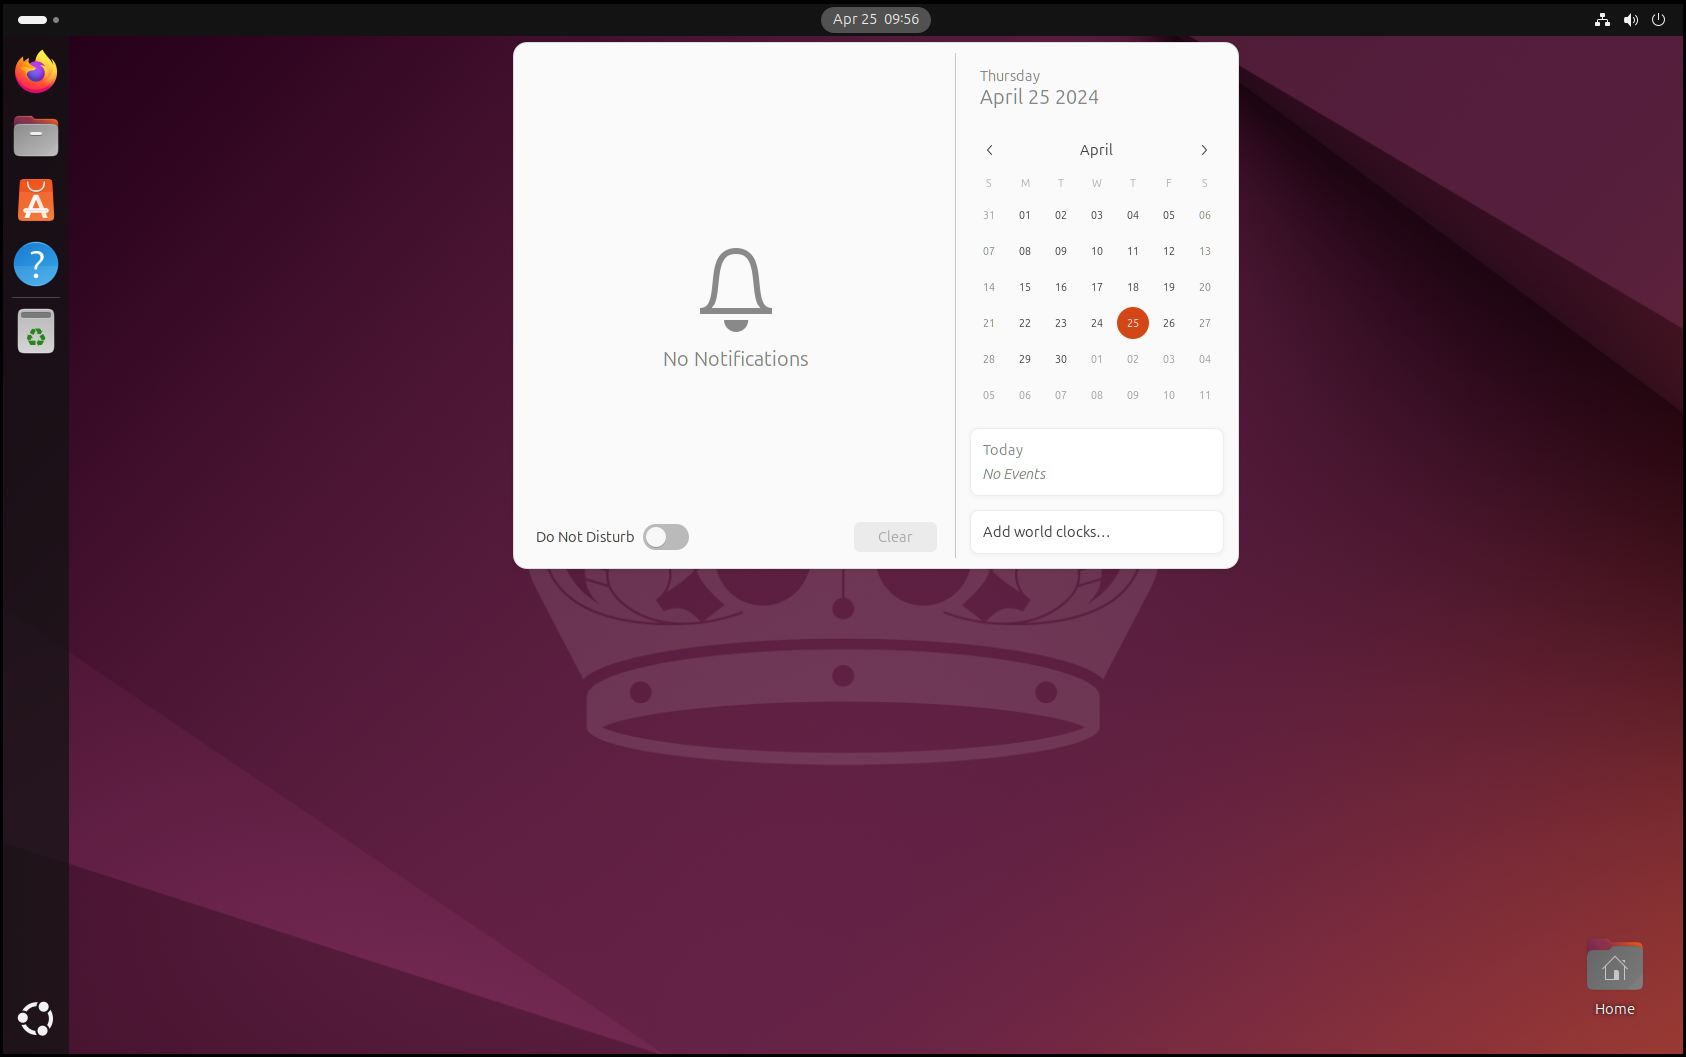 Apr 25 09:56
No Notifications
Do Not Disturb
Clear
Thursday
April 25 2024
April
S M T W T F S
31 01 02 03 04 05 06
07 08 09 10 11 12 13
14 15 16 17 18 19 20
21 22 23 24 25 26 27
28 29 30 01 02 03 04
05 06 07 08 09 10 11
Today
No Events
Add world clocks…
Home